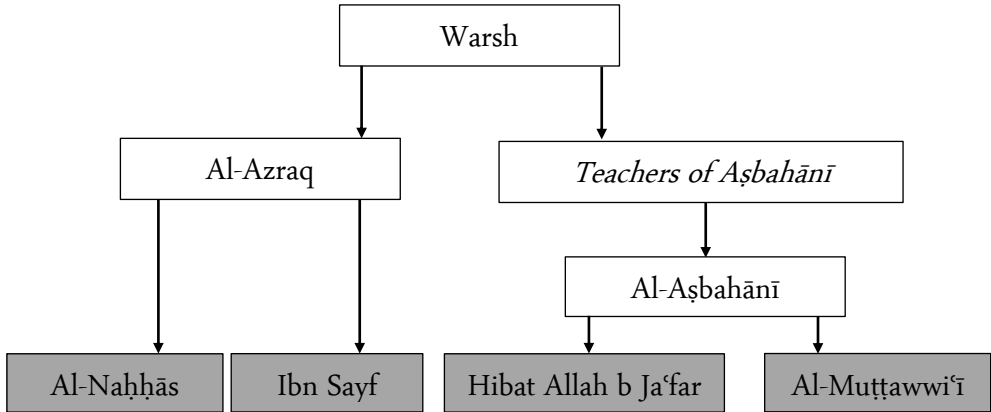 Warsh
Al-Azraq
Teachers of Aṣbahānī
Al-Aṣbahānī
Al-Naḥḥās
Ibn Sayf
Hibat Allah b Jaʿfar
Al-Muṭṭawwiʿī